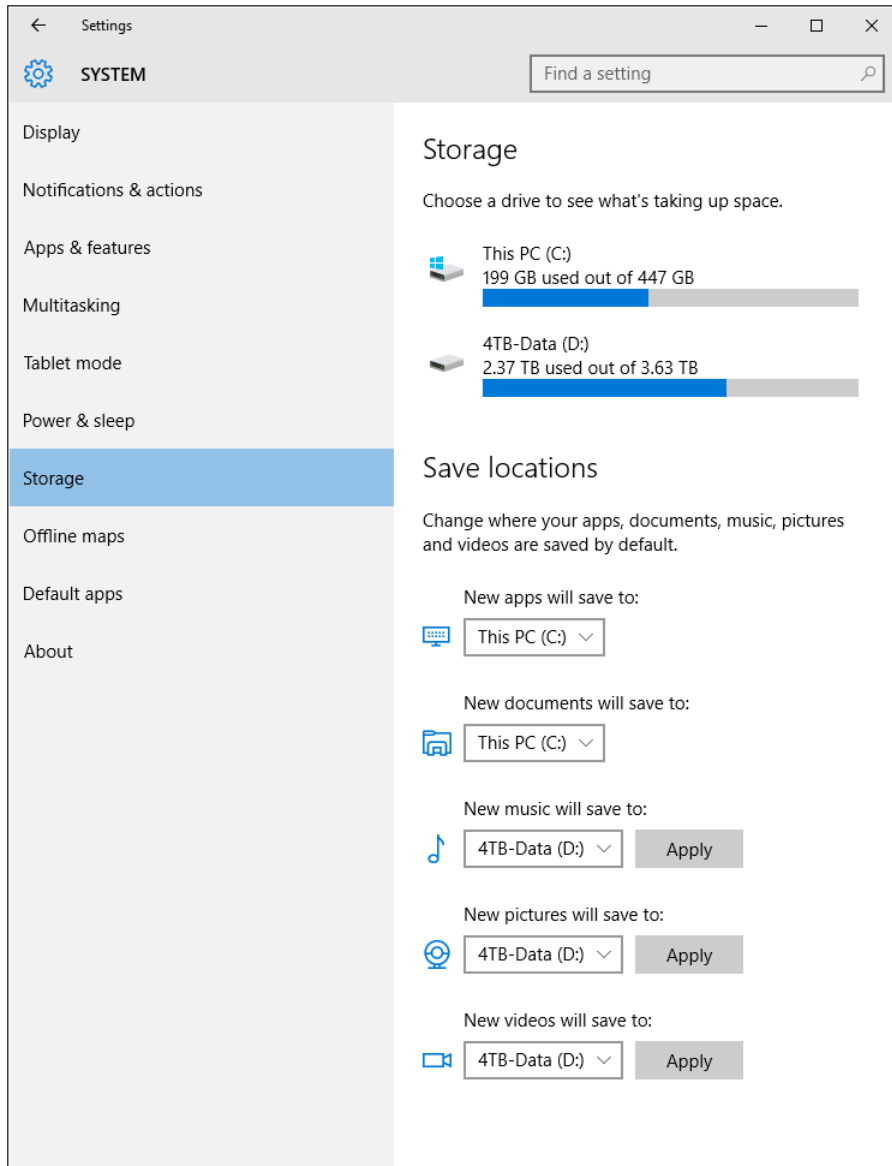 Settings
SYSTEM
Find a setting
Display
Notifications & actions
Apps & features
Multitasking
Tablet mode
Power & sleep
Storage
Offline maps
Default apps
About
Storage
Choose a drive to see what's taking up space.
This PC (C:)
199 GB used out of 447 GB
4TB-Data (D:)
2.37 TB used out of 3.63 TB
Save locations
Change where your apps, documents, music, pictures
and videos are saved by default.
New apps will save to:
This PC (C:)
New documents will save to:
This PC (C:)
New music will save to:
4TB-Data (D:) Apply
New pictures will save to:
4TB-Data (D:) Apply
New videos will save to:
4TB-Data (D:) Apply